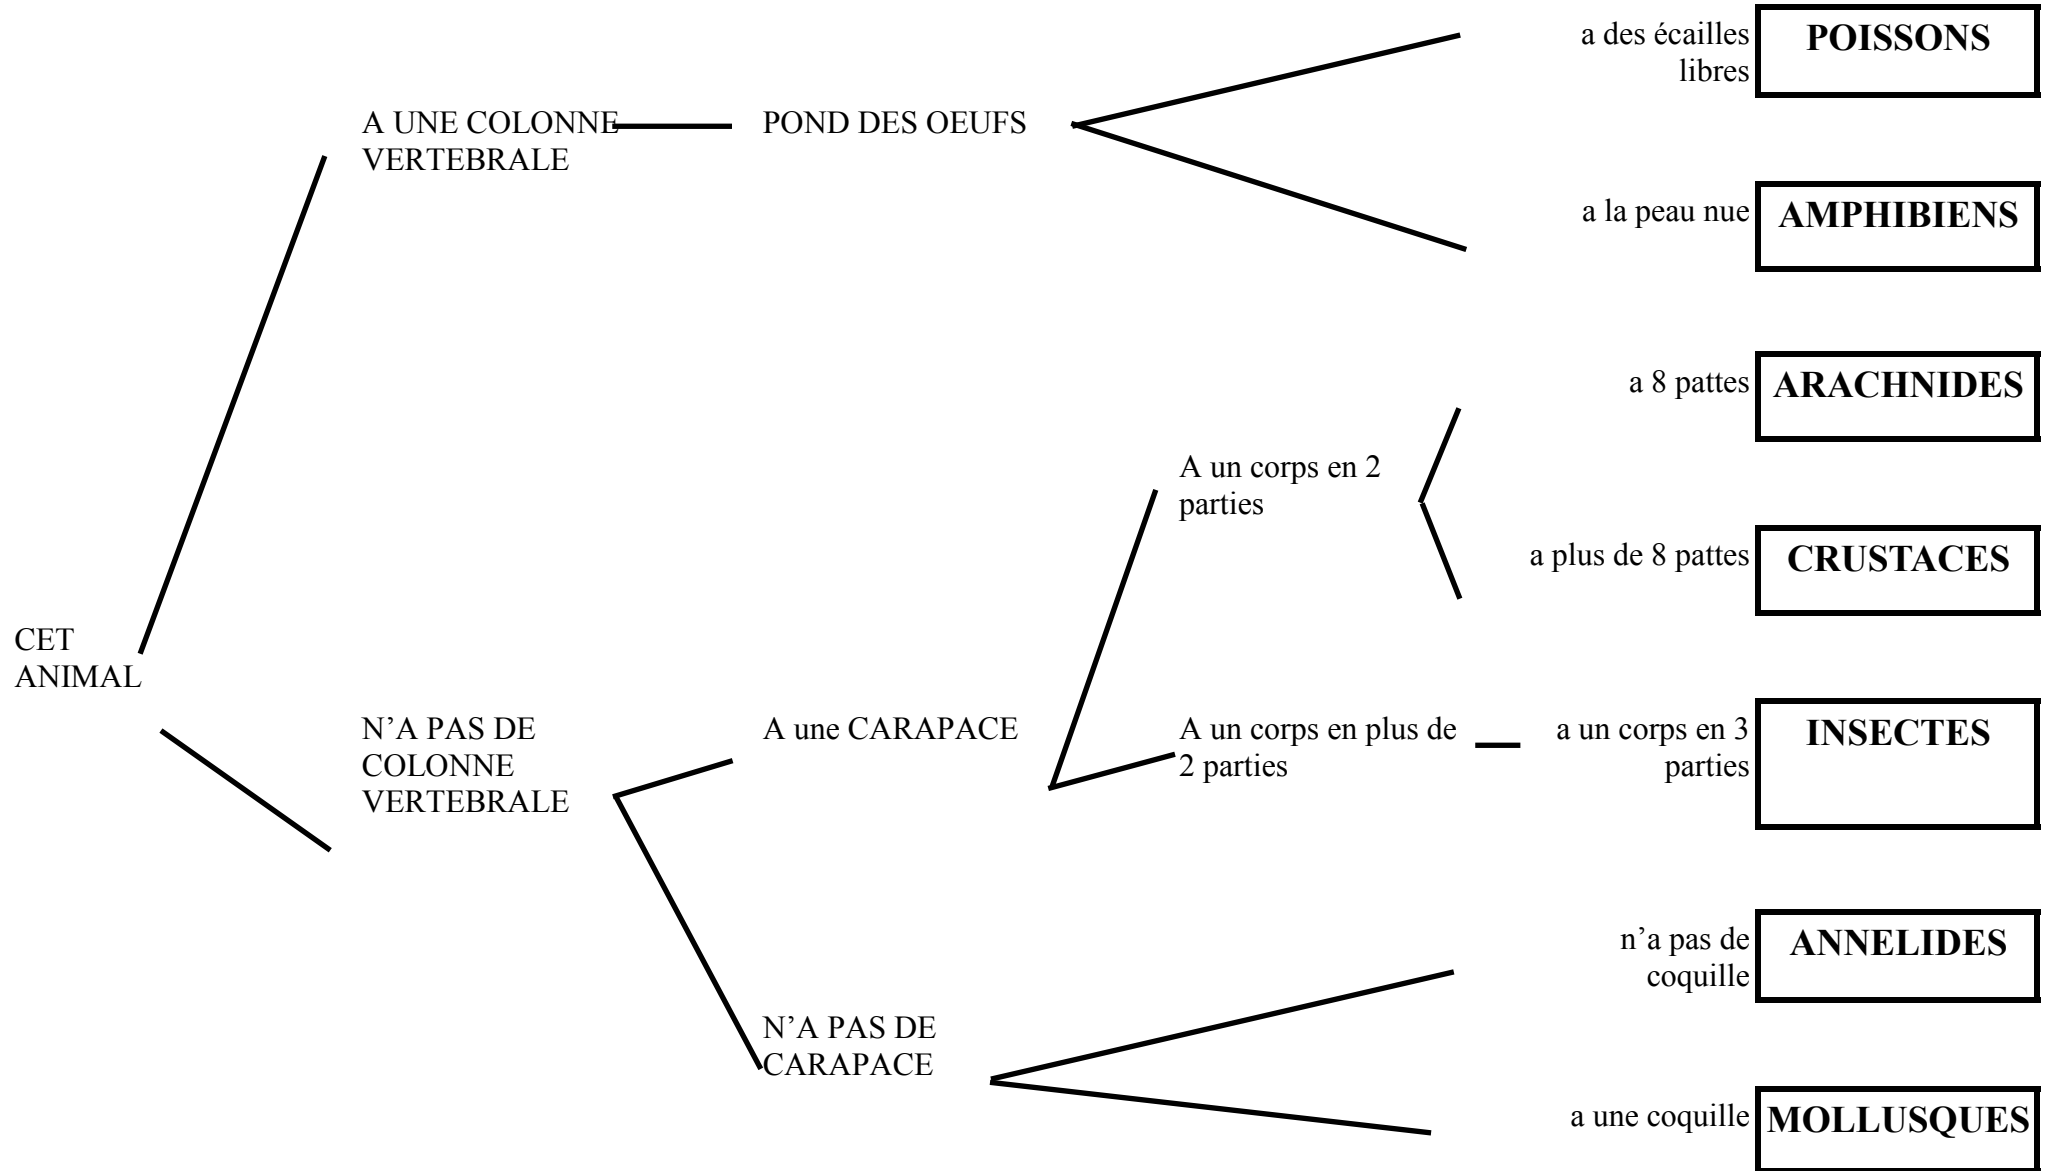 a des écailles
libres
POISSONS
A UNE COLONNE
VERTEBRALE
POND DES OEUFS
a la peau nue
AMPHIBIENS
a 8 pattes
ARACHNIDES
A un corps en 2
parties
a plus de 8 pattes
CRUSTACES
CET
ANIMAL
N’A PAS DE
COLONNE
VERTEBRALE
A une CARAPACE
A un corps en plus de
2 parties
a un corps en 3
parties
INSECTES
n’a pas de
coquille
ANNELIDES
N’A PAS DE
CARAPACE
a une coquille
MOLLUSQUES